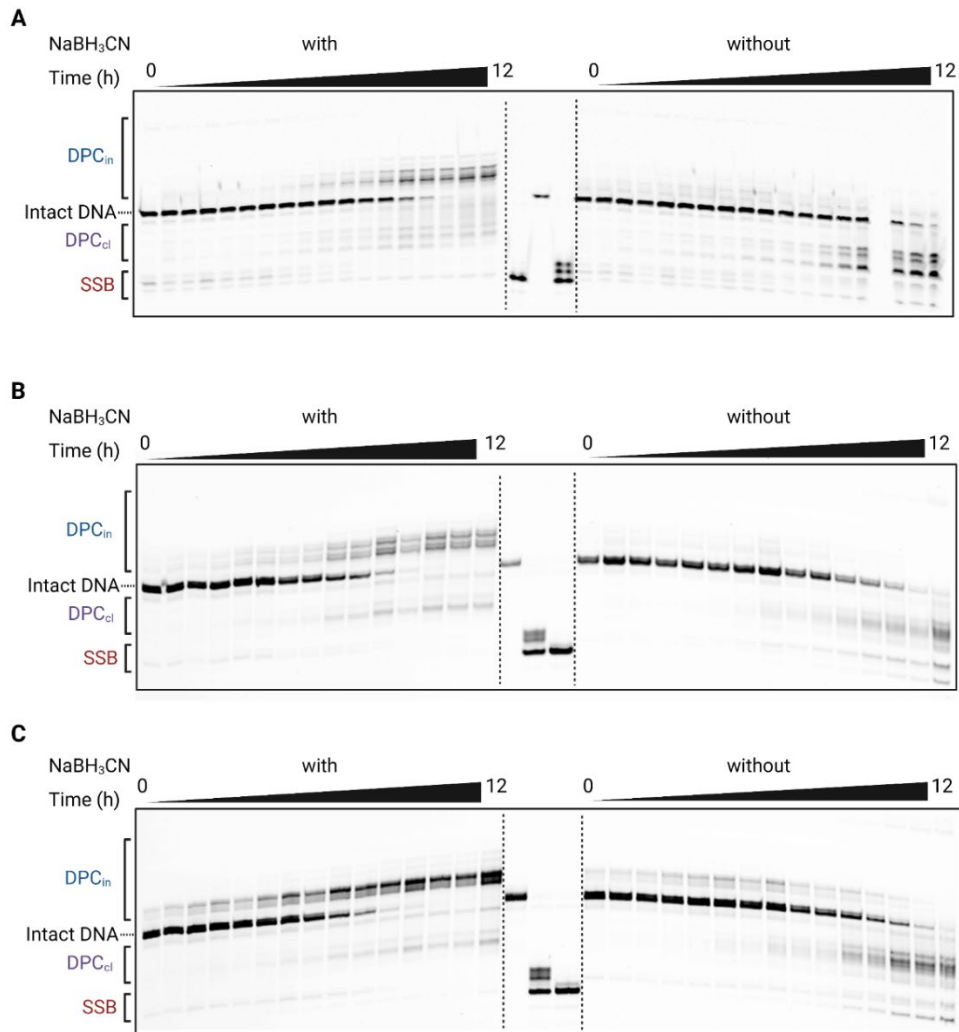 A
NaBH₃CN with without
Time (h) 0 12 0 12
DPCin
Intact DNA
DPCcl
SSB
B
NaBH₃CN with without
Time (h) 0 12 0 12
DPCin
Intact DNA
DPCcl
SSB
C
NaBH₃CN with without
Time (h) 0 12 0 12
DPCin
Intact DNA
DPCcl
SSB